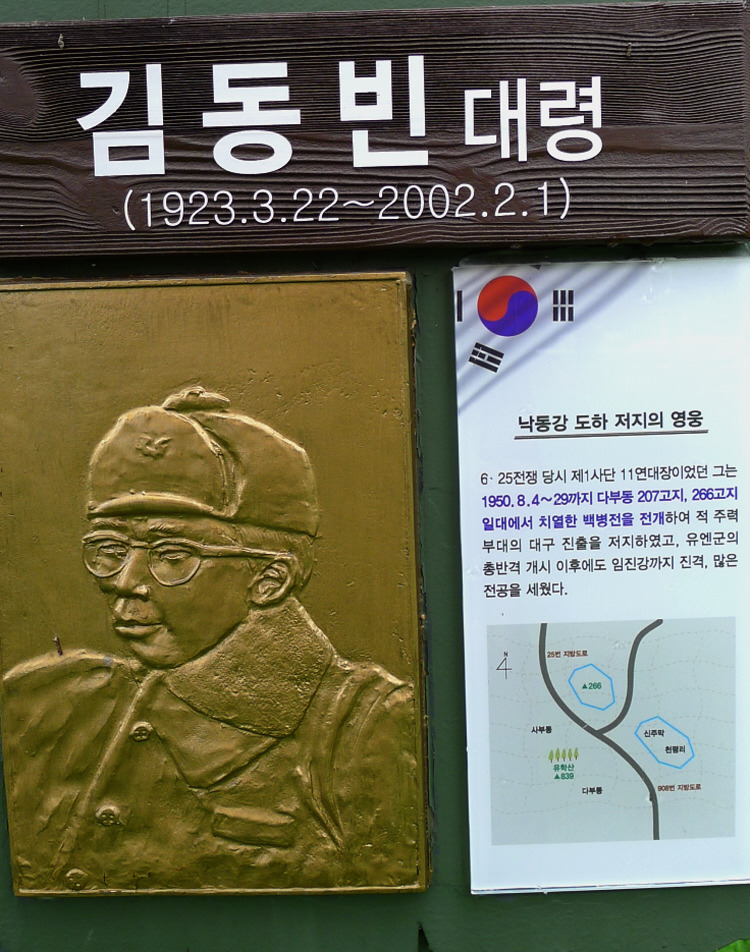 김동빈 대령
(1923.3.22~2002.2.1)
낙동강 도하 저지의 영웅
6·25전쟁 당시 제1사단 11연대장이었던 그는
1950.8.4~29까지 다부동 207고지, 266고지
일대에서 치열한 백병전을 전개하여 적 주력
부대의 대구 진출을 저지하였고, 유엔군의
총반격 개시 이후에도 임진강까지 진격, 많은
전공을 세웠다.
N
4
25번 지방도로
▲266
사부동
신주막
천평리
유학산
▲839
다부동
908번 지방도로